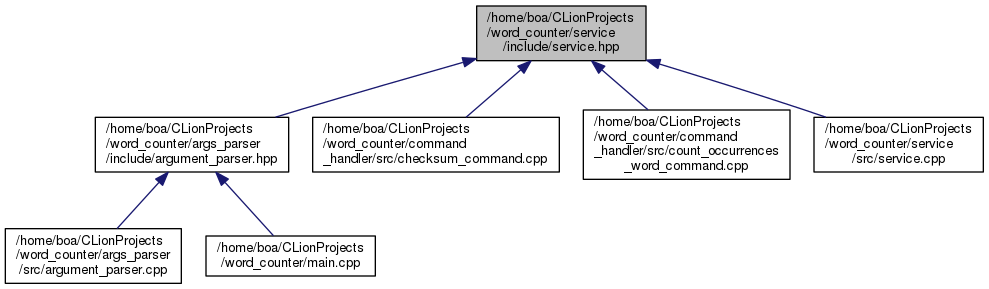 /home/boa/CLionProjects
/word_counter/service
/include/service.hpp
/home/boa/CLionProjects
/word_counter/args_parser
/include/argument_parser.hpp
/home/boa/CLionProjects
/word_counter/command
_handler/src/checksum_command.cpp
/home/boa/CLionProjects
/word_counter/command
_handler/src/count_occurrences
_word_command.cpp
/home/boa/CLionProjects
/word_counter/service
/src/service.cpp
/home/boa/CLionProjects
/word_counter/args_parser
/src/argument_parser.cpp
/home/boa/CLionProjects
/word_counter/main.cpp